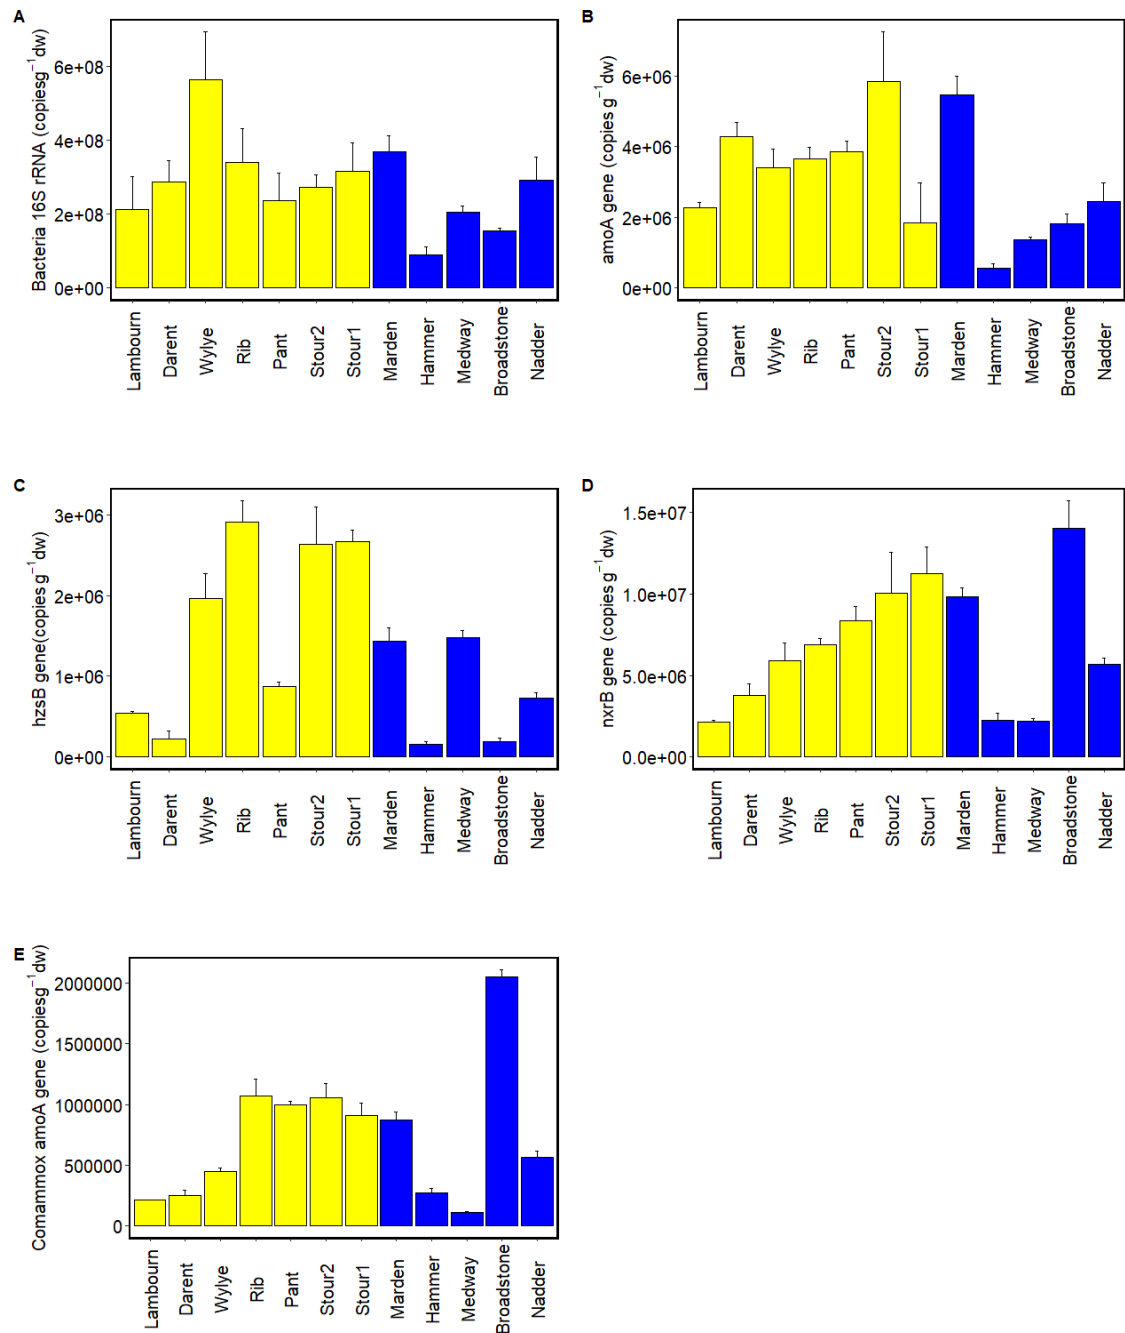 A
Bacteria 16S rRNA (copiesg⁻¹dw)
6e+08
4e+08
2e+08
0e+00
Lambourn
Darent
Wylye
Rib
Pant
Stour2
Stour1
Marden
Hammer
Medway
Broadstone
Nadder
B
amoA gene (copies g⁻¹dw)
6e+06
4e+06
2e+06
0e+00
Lambourn
Darent
Wylye
Rib
Pant
Stour2
Stour1
Marden
Hammer
Medway
Broadstone
Nadder
C
hzsB gene(copies g⁻¹dw)
3e+06
2e+06
1e+06
0e+00
Lambourn
Darent
Wylye
Rib
Pant
Stour2
Stour1
Marden
Hammer
Medway
Broadstone
Nadder
D
nxrB gene (copies g⁻¹dw)
1.5e+07
1.0e+07
5.0e+06
0.0e+00
Lambourn
Darent
Wylye
Rib
Pant
Stour2
Stour1
Marden
Hammer
Medway
Broadstone
Nadder
E
Comammox amoA gene (copiesg⁻¹dw)
2000000
1500000
1000000
500000
0
Lambourn
Darent
Wylye
Rib
Pant
Stour2
Stour1
Marden
Hammer
Medway
Broadstone
Nadder